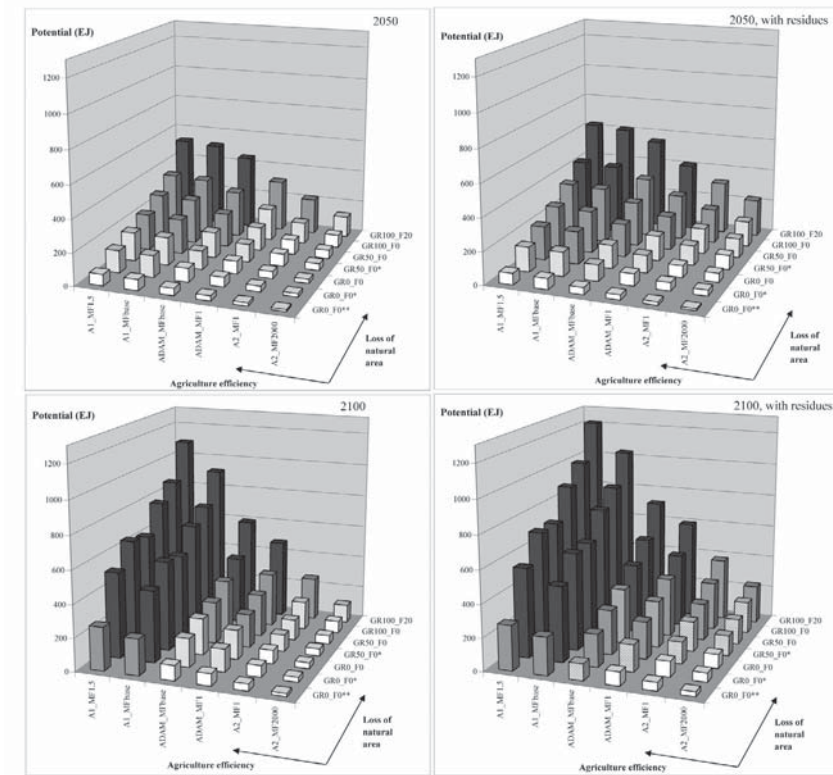 2050
Potential (EJ)
1200
1000
800
600
400
200
0
A1_MF1.5
A1_MFbase
ADAM_MFbase
ADAM_MF1
A2_MF1
A2_MF2000
GR100_F20
GR100_F0
GR50_F0
GR50_F0*
GR0_F0
GR0_F0*
GR0_F0**
Loss of
natural
area
Agriculture efficiency
2050, with residues
Potential (EJ)
1200
1000
800
600
400
200
0
A1_MF1.5
A1_MFbase
ADAM_MFbase
ADAM_MF1
A2_MF1
A2_MF2000
GR100_F20
GR100_F0
GR50_F0
GR50_F0*
GR0_F0
GR0_F0*
GR0_F0**
Loss of
natural
area
Agriculture efficiency
2100
Potential (EJ)
1200
1000
800
600
400
200
0
A1_MF1.5
A1_MFbase
ADAM_MFbase
ADAM_MF1
A2_MF1
A2_MF2000
GR100_F20
GR100_F0
GR50_F0
GR50_F0*
GR0_F0
GR0_F0*
GR0_F0**
Loss of
natural
area
Agriculture efficiency
2100, with residues
Potential (EJ)
1200
1000
800
600
400
200
0
A1_MF1.5
A1_MFbase
ADAM_MFbase
ADAM_MF1
A2_MF1
A2_MF2000
GR100_F20
GR100_F0
GR50_F0
GR50_F0*
GR0_F0
GR0_F0*
GR0_F0**
Loss of
natural
area
Agriculture efficiency